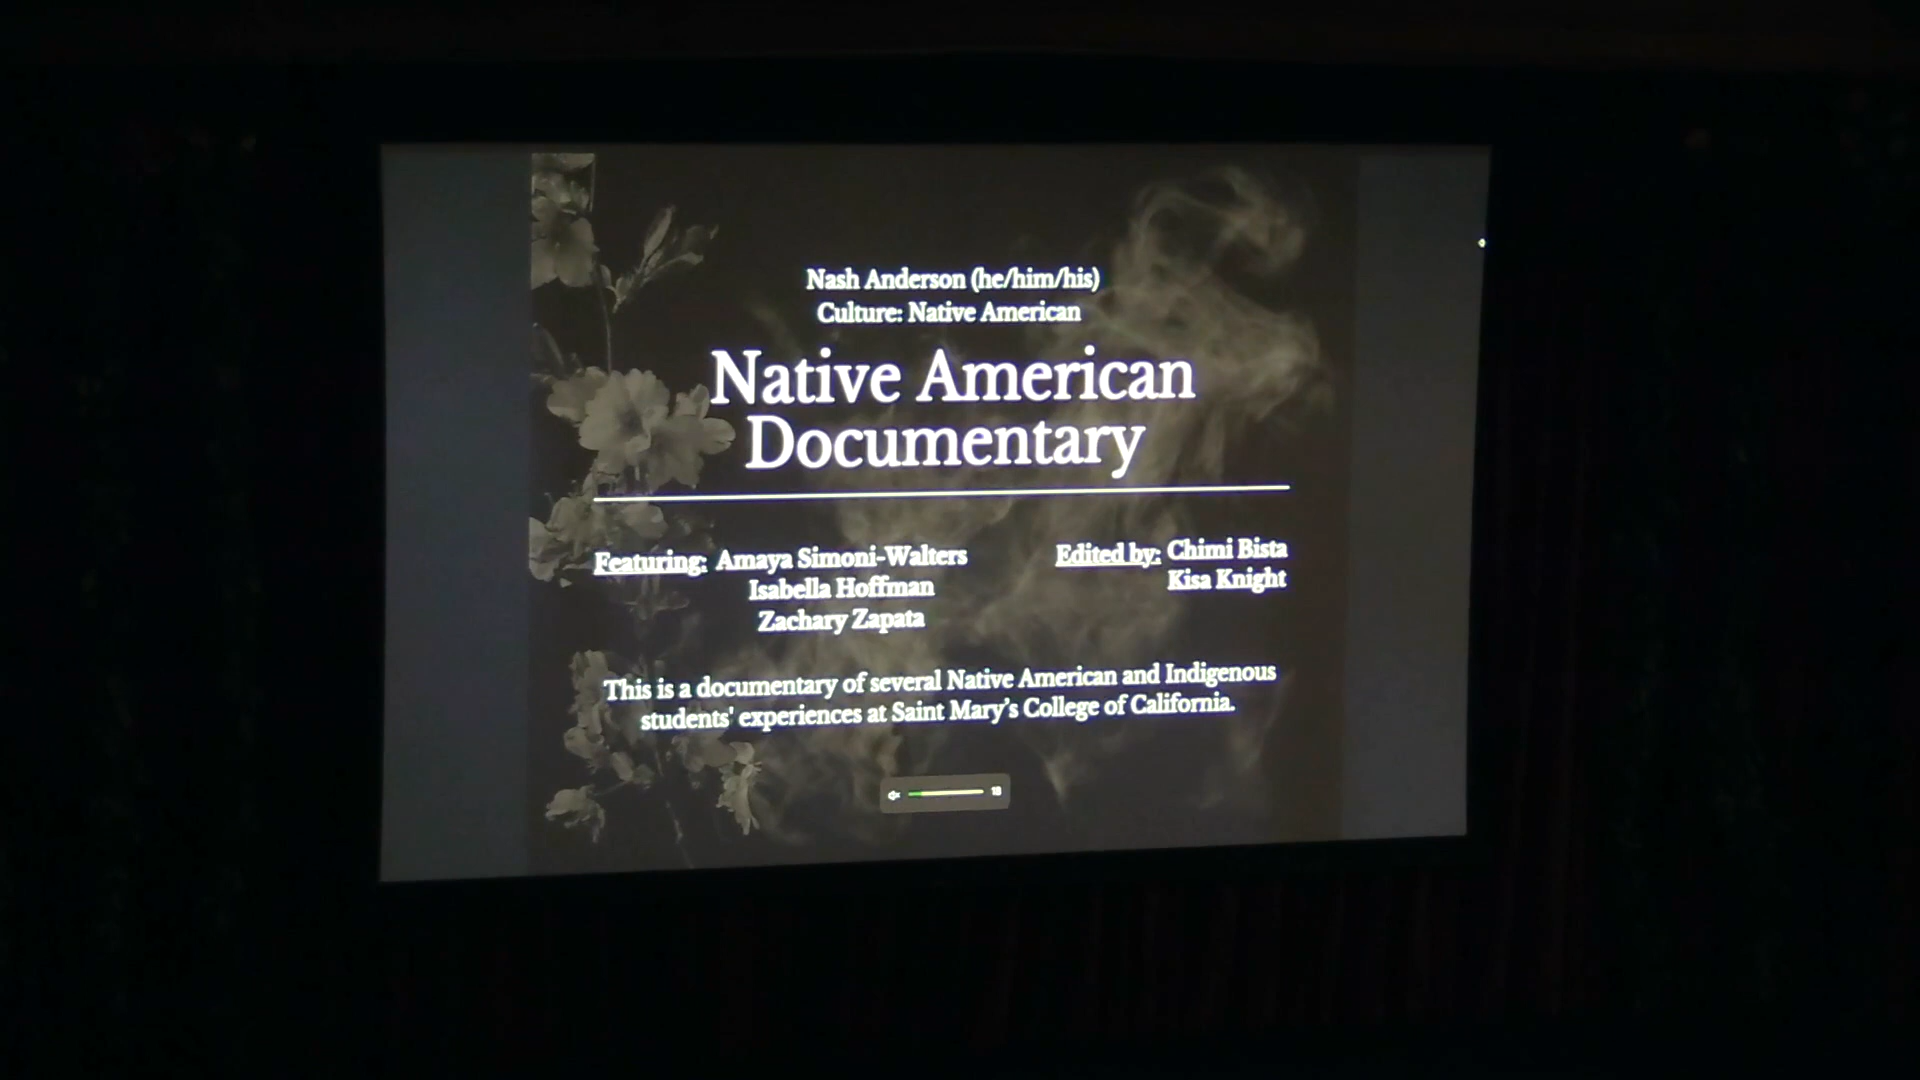 Nash Anderson (he/him/his)
Culture: Native American
Native American
Documentary
Featuring: Amaya Simoni-Walters
Isabella Hoffman
Zachary Zapata
Edited by: Chimi Bista
Kisa Knight
This is a documentary of several Native American and Indigenous
students' experiences at Saint Mary's College of California.
18